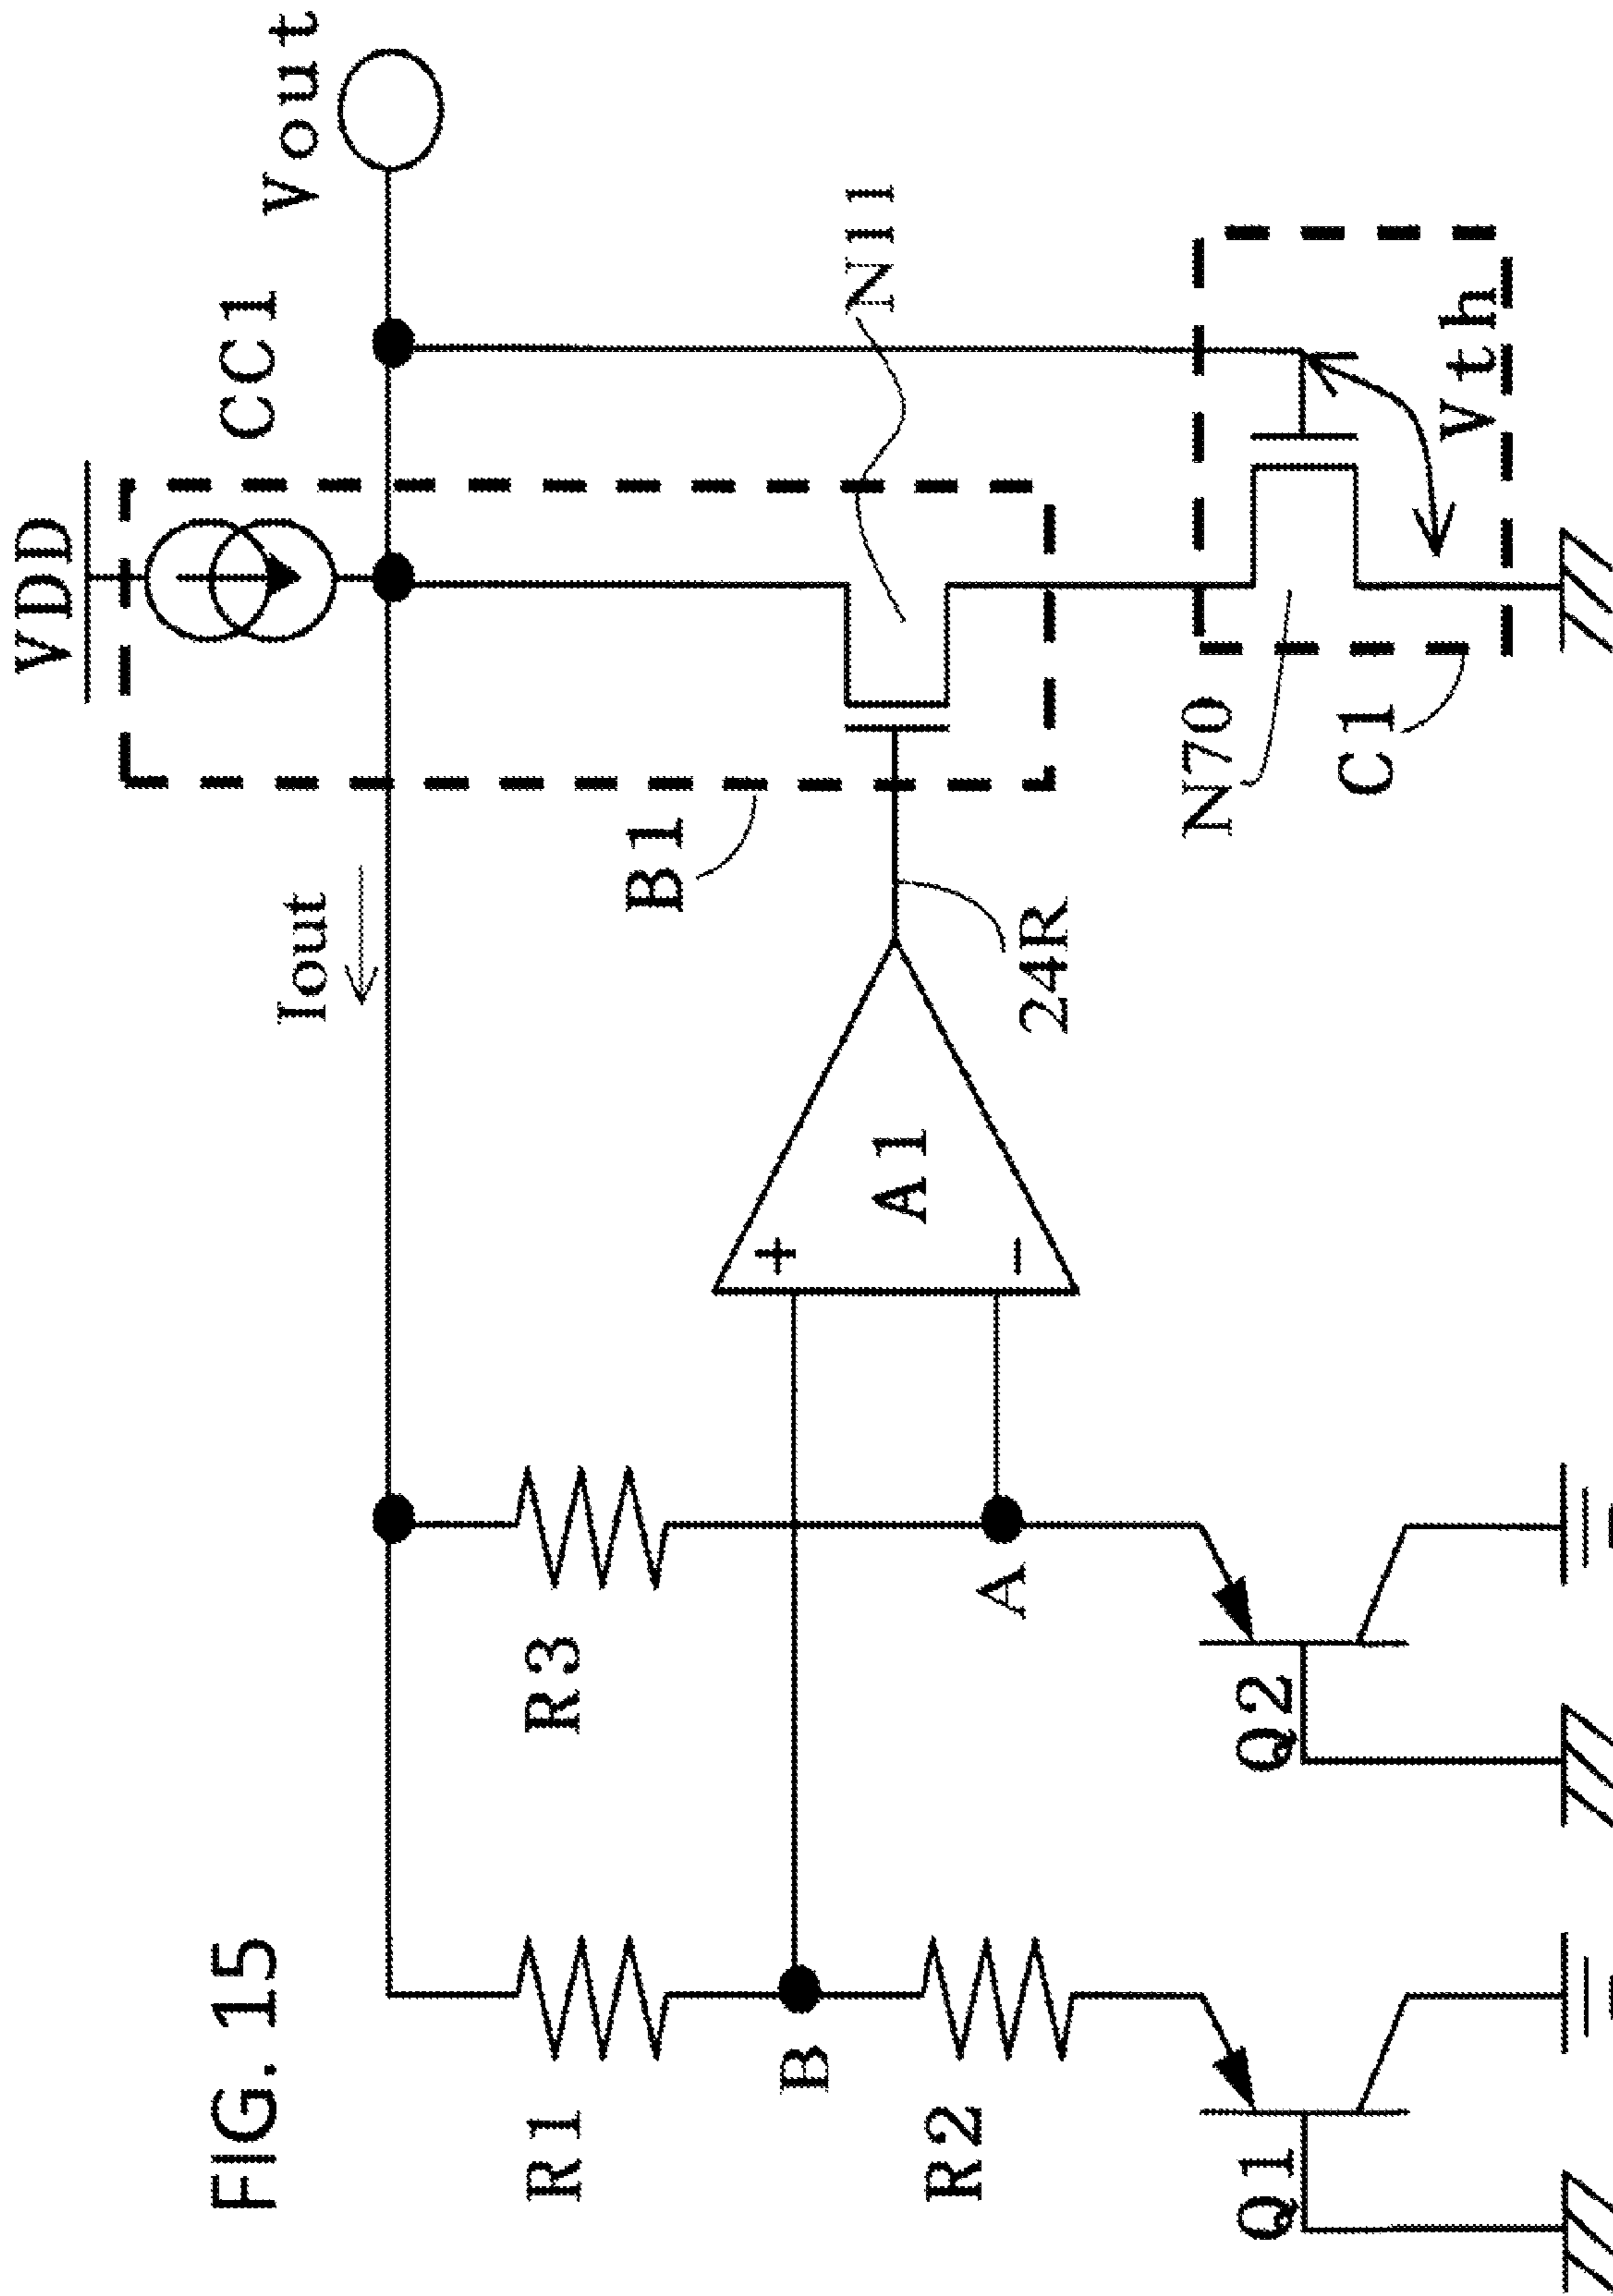 FIG. 15
VDD
CC1
Vout
Iout
R1
R3
B1
N11
B
A
+
−
A1
24R
R2
N70
C1
Vth
Q1
Q2